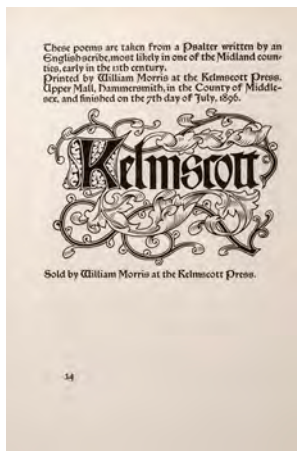 These poems are taken from a Psalter written by an
English scribe, most likely in one of the Midland coun-
ties, early in the 13th century.
Printed by William Morris at the Kelmscott Press,
Upper Mall, Hammersmith, in the County of Middle-
sex, and finished on the 7th day of July, 1896.
Kelmscott
Sold by William Morris at the Kelmscott Press.
34